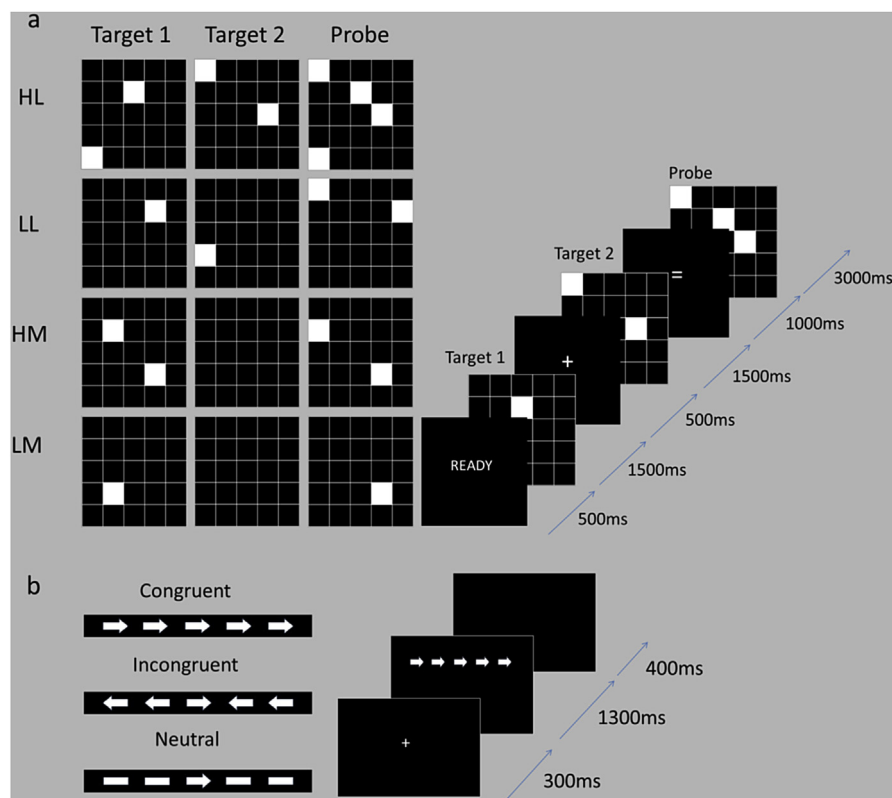 a
Target 1 Target 2 Probe
HL
LL
HM
LM
READY
Target 1
+
Target 2
=
Probe
500ms
1500ms
500ms
1500ms
1000ms
3000ms
b
Congruent
Incongruent
Neutral
+
300ms
1300ms
400ms